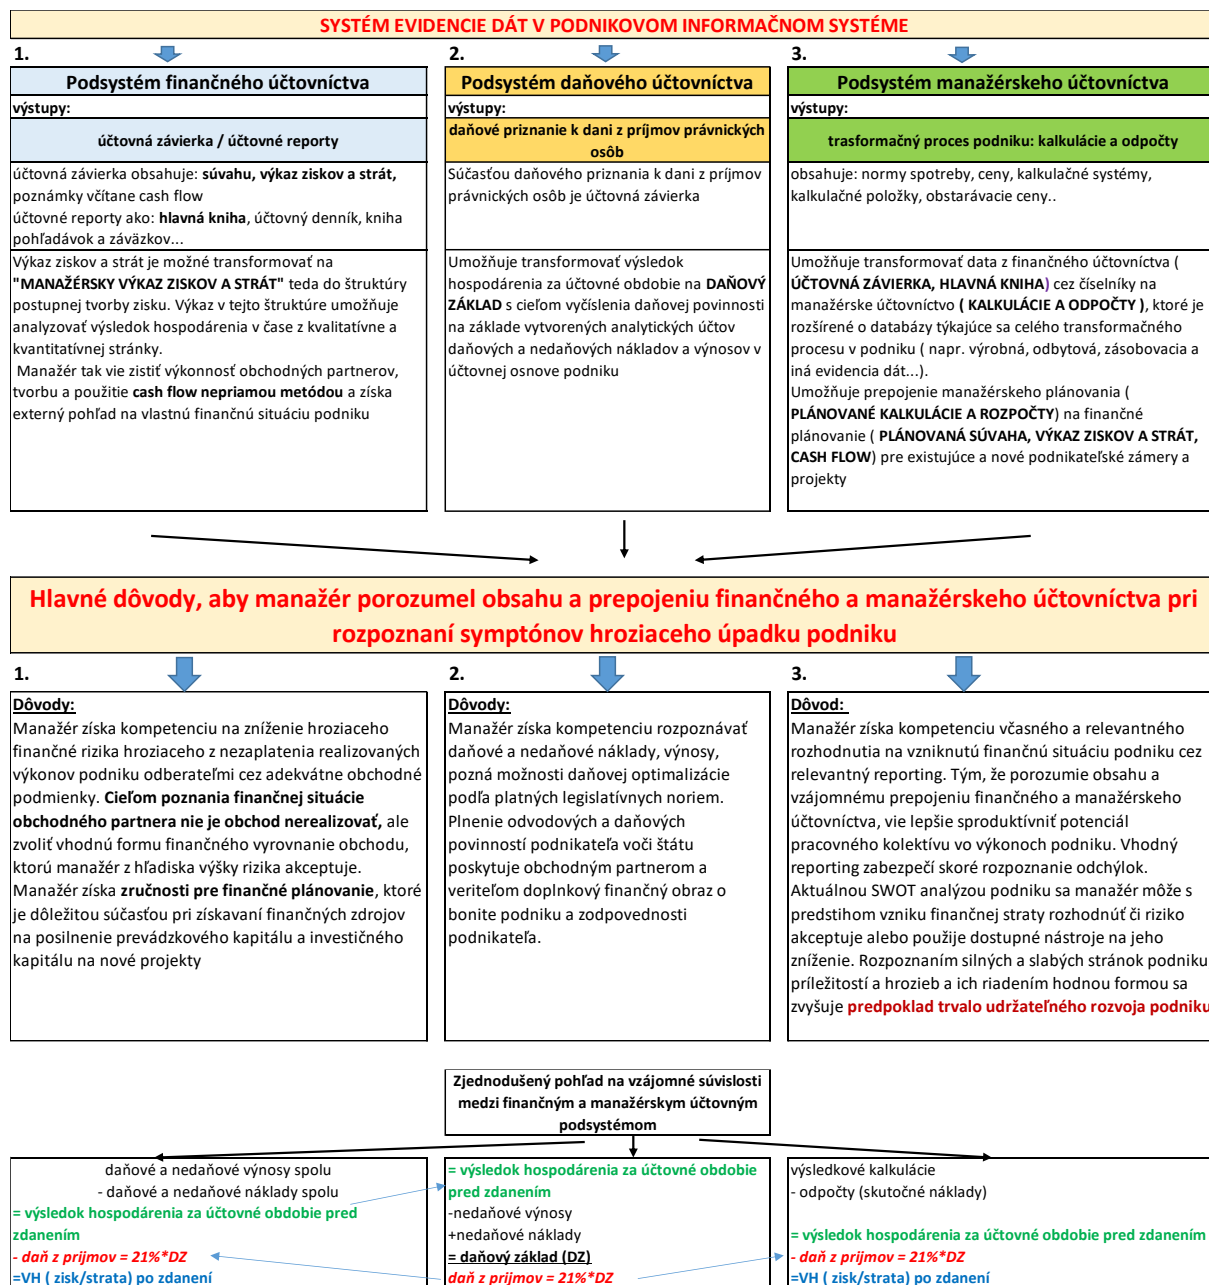 SYSTÉM EVIDENCIE DÁT V PODNIKOVOM INFORMAČNOM SYSTÉME
1.
Podsystém finančného účtovníctva
výstupy:
účtovná závierka / účtovné reporty
účtovná závierka obsahuje: súvahu, výkaz ziskov a strát,
poznámky včítane cash flow
účtovné reporty ako: hlavná kniha, účtovný denník, kniha
pohľadávok a záväzkov...
Výkaz ziskov a strát je možné transformovať na
"MANAŽÉRSKY VÝKAZ ZISKOV A STRÁT" teda do štruktúry
postupnej tvorby zisku. Výkaz v tejto štruktúre umožňuje
analyzovať výsledok hospodárenia v čase z kvalitatívne a
kvantitatívnej stránky.
Manažér tak vie zistiť výkonnosť obchodných partnerov,
tvorbu a použitie cash flow nepriamou metódou a získa
externý pohľad na vlastnú finančnú situáciu podniku
2.
Podsystém daňového účtovníctva
výstupy:
daňové priznanie k dani z príjmov právnických
osôb
Súčasťou daňového priznania k dani z príjmov
právnických osôb je účtovná závierka
Umožňuje transformovať výsledok
hospodárenia za účtovné obdobie na DAŇOVÝ
ZÁKLAD s cieľom vyčíslenia daňovej povinnosti
na základe vytvorených analytických účtov
daňových a nedaňových nákladov a výnosov v
účtovnej osnove podniku
3.
Podsystém manažérskeho účtovníctva
výstupy:
trasformačný proces podniku: kalkulácie a odpočty
obsahuje: normy spotreby, ceny, kalkulačné systémy,
kalkulačné položky, obstarávacie ceny..
Umožňuje transformovať data z finančného účtovníctva (
ÚČTOVNÁ ZÁVIERKA, HLAVNÁ KNIHA) cez číselníky na
manažérske účtovníctvo ( KALKULÁCIE A ODPOČTY ), ktoré je
rozšírené o databázy týkajúce sa celého transformačného
procesu v podniku ( napr. výrobná, odbytová, zásobovacia a
iná evidencia dát...).
Umožňuje prepojenie manažérskeho plánovania (
PLÁNOVANÉ KALKULÁCIE A ROZPOČTY) na finančné
plánovanie ( PLÁNOVANÁ SÚVAHA, VÝKAZ ZISKOV A STRÁT,
CASH FLOW) pre existujúce a nové podnikateľské zámery a
projekty
Hlavné dôvody, aby manažér porozumel obsahu a prepojeniu finančného a manažérskeho účtovníctva pri
rozpoznaní symptónov hroziaceho úpadku podniku
1.
Dôvody:
Manažér získa kompetenciu na zníženie hroziaceho
finančné rizika hroziaceho z nezaplatenia realizovaných
výkonov podniku odberateľmi cez adekvátne obchodné
podmienky. Cieľom poznania finančnej situácie
obchodného partnera nie je obchod nerealizovať, ale
zvoliť vhodnú formu finančného vyrovnanie obchodu,
ktorú manažér z hľadiska výšky rizika akceptuje.
Manažér získa zručnosti pre finančné plánovanie, ktoré
je dôležitou súčasťou pri získavaní finančných zdrojov
na posilnenie prevádzkového kapitálu a investičného
kapitálu na nové projekty
2.
Dôvody:
Manažér získa kompetenciu rozpoznávať
daňové a nedaňové náklady, výnosy,
pozná možnosti daňovej optimalizácie
podľa platných legislatívnych noriem.
Plnenie odvodových a daňových
povinností podnikateľa voči štátu
poskytuje obchodným partnerom a
veriteľom doplnkový finančný obraz o
bonite podniku a zodpovednosti
podnikateľa.
3.
Dôvod:
Manažér získa kompetenciu včasného a relevantného
rozhodnutia na vzniknutú finančnú situáciu podniku cez
relevantný reporting. Tým, že porozumie obsahu a
vzájomnému prepojeniu finančného a manažérskeho
účtovníctva, vie lepšie sproduktívniť potenciál
pracovného kolektívu vo výkonoch podniku. Vhodný
reporting zabezpečí skoré rozpoznanie odchýlok.
Aktuálnou SWOT analýzou podniku sa manažér môže s
predstihom vzniku finančnej straty rozhodnúť či riziko
akceptuje alebo použije dostupné nástroje na jeho
zníženie. Rozpoznaním silných a slabých stránok podniku
príležitostí a hrozieb a ich riadením hodnou formou sa
zvyšuje predpoklad trvalo udržateľného rozvoja podniku
Zjednodušený pohľad na vzájomné súvislosti
medzi finančným a manažérskym účtovným
podsystémom
daňové a nedaňové výnosy spolu
- daňové a nedaňové náklady spolu
= výsledok hospodárenia za účtovné obdobie pred
zdanením
- daň z prijmov = 21%*DZ
=VH ( zisk/strata) po zdanení
= výsledok hospodárenia za účtovné obdobie
pred zdanením
-nedaňové výnosy
+nedaňové náklady
= daňový základ (DZ)
daň z prijmov = 21%*DZ
výsledkové kalkulácie
- odpočty (skutočné náklady)
= výsledok hospodárenia za účtovné obdobie pred zdanením
- daň z prijmov = 21%*DZ
=VH ( zisk/strata) po zdanení